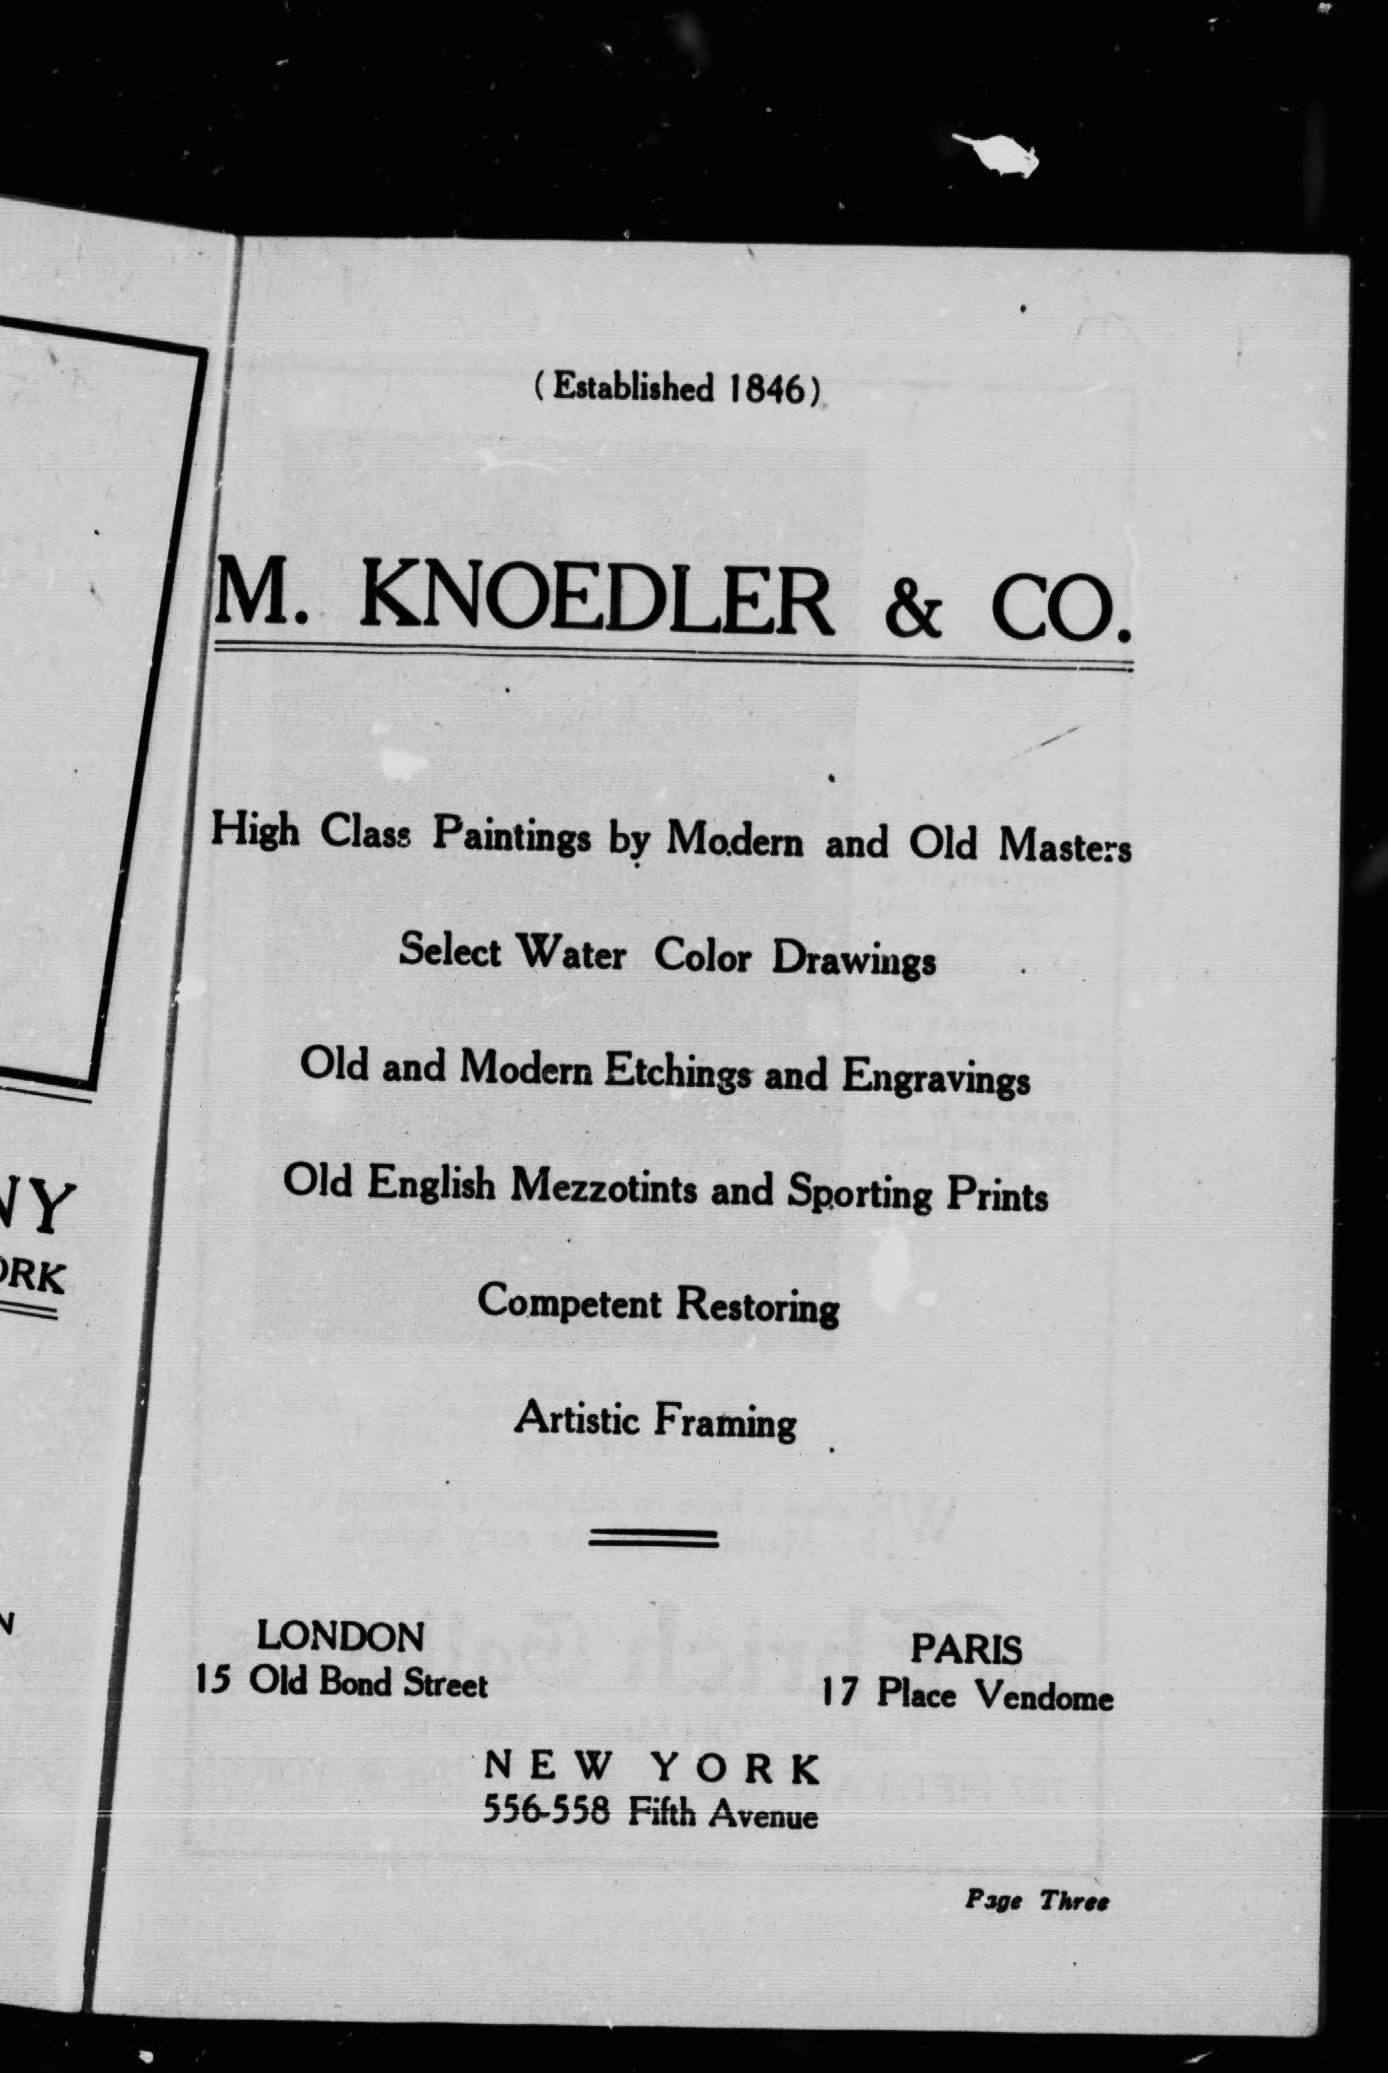 (Established 1846)
M. KNOEDLER & CO.
High Class Paintings by Modern and Old Masters
Select Water Color Drawings
Old and Modern Etchings and Engravings
Old English Mezzotints and Sporting Prints
Competent Restoring
Artistic Framing
LONDON
15 Old Bond Street
PARIS
17 Place Vendome
NEW YORK
556-558 Fifth Avenue
Page Three